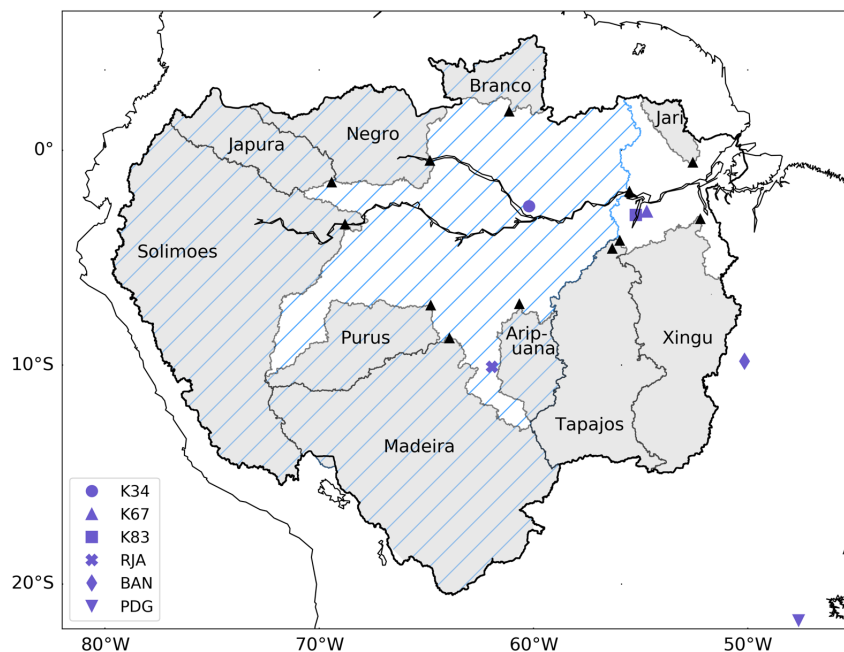 Branco
Jari
Negro
0°
Japura
Solimoes
Purus
Arip-
uana
Xingu
10°S
Tapajos
Madeira
K34
K67
K83
RJA
BAN
20°S
PDG
80°W
70°W
60°W
50°W